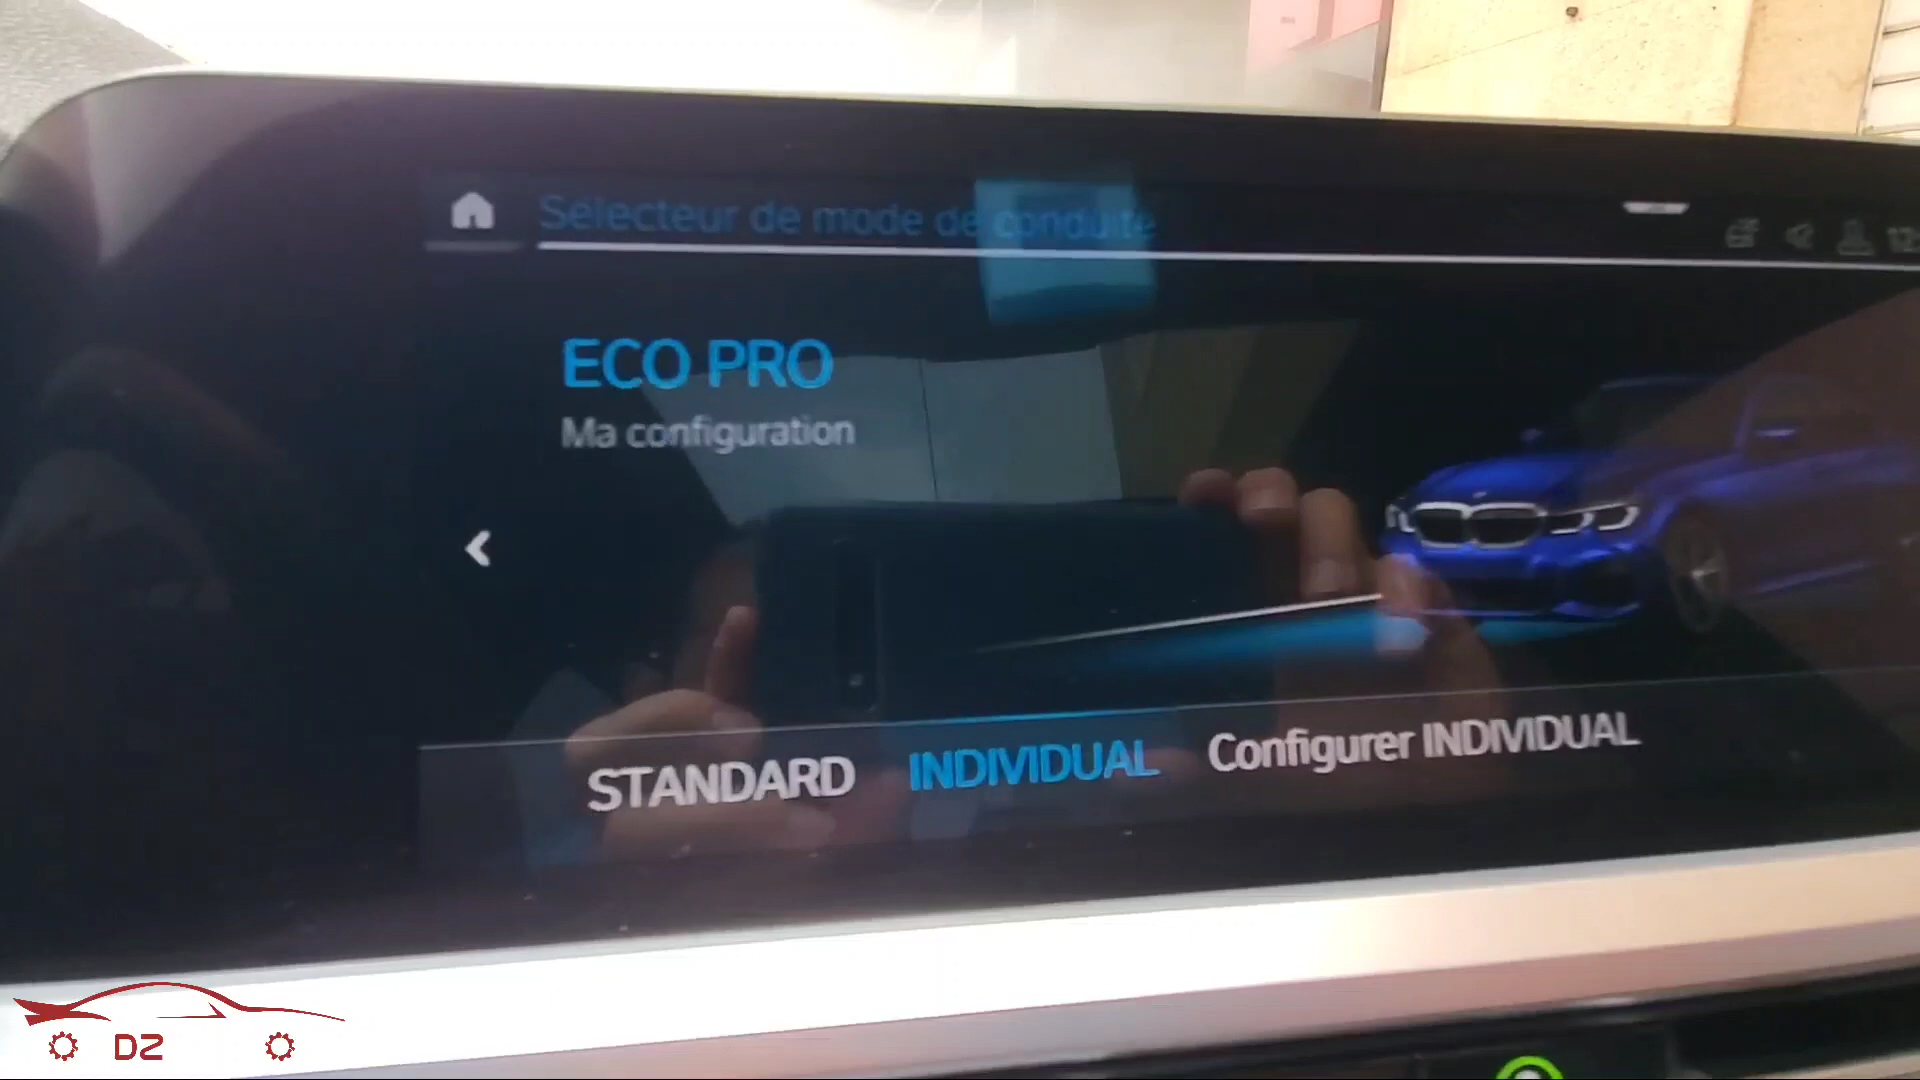 Sélecteur de mode de conduite
ECO PRO
Ma configuration
STANDARD INDIVIDUAL Configurer INDIVIDUAL
DZ